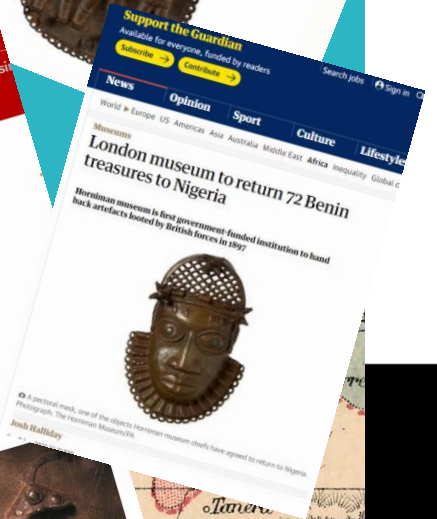 Support the Guardian
Available for everyone, funded by readers
Subscribe → Contribute →
Search jobs Sign in
News Opinion Sport Culture Lifestyle
World ▶ Europe US Americas Asia Australia Middle East Africa Inequality Global
Museums
London museum to return 72 Benin
treasures to Nigeria
Horniman museum is first government-funded institution to hand
back artefacts looted by British forces in 1897
A pectoral mask, one of the objects Horniman museum chiefs have agreed to return to Nigeria.
Photograph: The Horniman Museum/PA
Josh Halliday